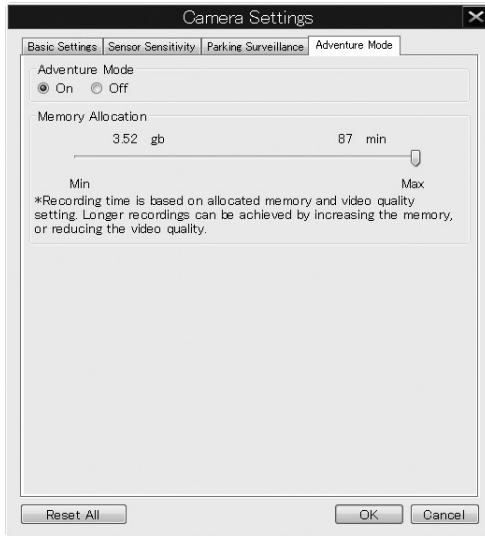 Camera Settings
Basic Settings Sensor Sensitivity Parking Surveillance Adventure Mode
Adventure Mode
On Off
Memory Allocation
3.52 gb 87 min
Min Max
*Recording time is based on allocated memory and video quality
setting. Longer recordings can be achieved by increasing the memory,
or reducing the video quality.
Reset All OK Cancel